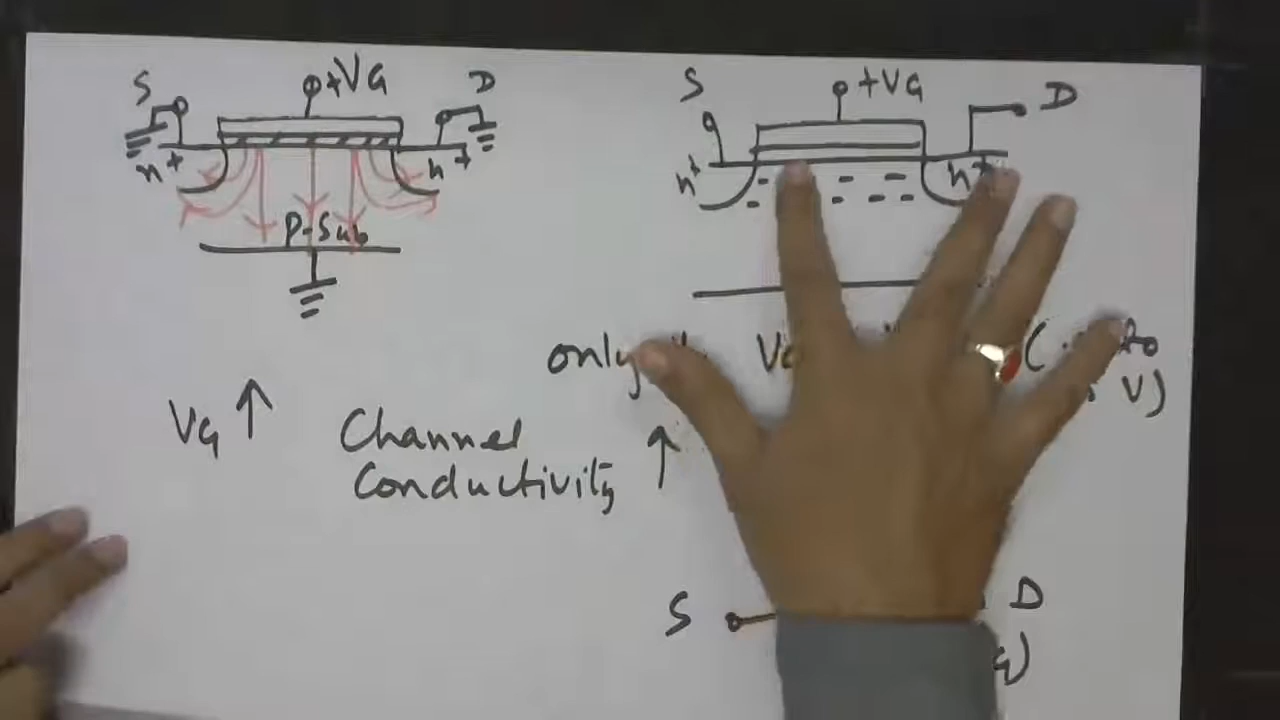 S +VG D
n+ n+
P-Sub
S +VG D
n+ n+
only
VG ↑ Channel
Conductivity ↑
V)
S D